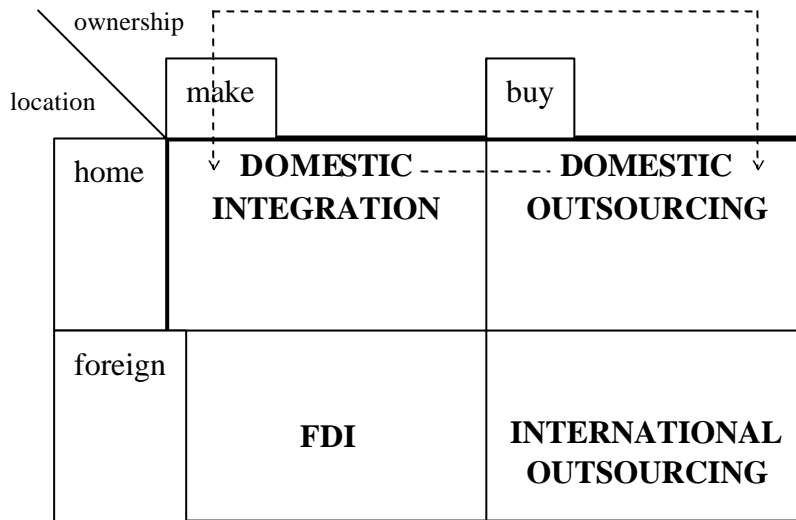 ownership
location
make
buy
home
DOMESTIC
INTEGRATION
DOMESTIC
OUTSOURCING
foreign
FDI
INTERNATIONAL
OUTSOURCING